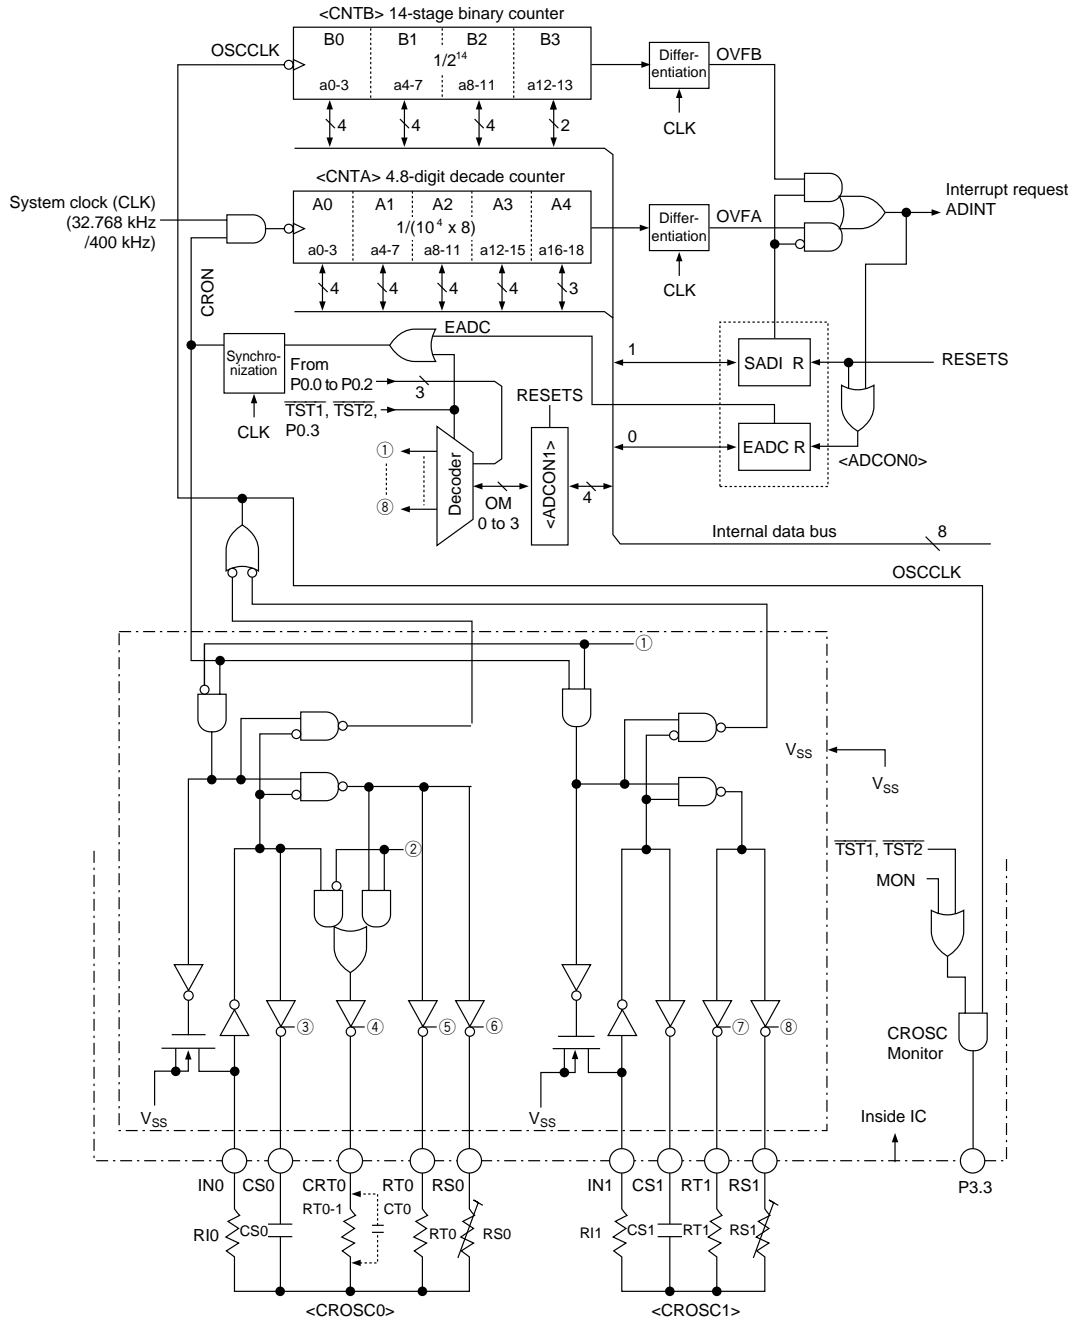 <CNTB> 14-stage binary counter
OSCCLK
B0 B1 B2 B3
1/2¹⁴
a0-3 a4-7 a8-11 a12-13
4 4 4 2
Differ-
entiation
OVFB
CLK
<CNTA> 4.8-digit decade counter
System clock (CLK)
(32.768 kHz
/400 kHz)
A0 A1 A2 A3 A4
1/(10⁴ x 8)
a0-3 a4-7 a8-11 a12-15 a16-18
4 4 4 4 3
Differ-
entiation
OVFA
CLK
Interrupt request
ADINT
CRON
EADC
Synchro-
nization
CLK
From
P0.0 to P0.2
3
TST1, TST2,
P0.3
①
⑧
Decoder
OM
0 to 3
RESETS
<ADCON1>
4
1
0
SADI R
EADC R
RESETS
<ADCON0>
Internal data bus
8
OSCCLK
①
VSS
VSS
②
TST1, TST2
MON
③ ④ ⑤ ⑥ ⑦ ⑧
CROSC
Monitor
VSS
VSS
Inside IC
IN0 CS0 CRT0 RT0 RS0 IN1 CS1 RT1 RS1 P3.3
RT0-1 CT0
RI0 CS0 RT0 RS0 RI1 CS1 RT1 RS1
<CROSC0> <CROSC1>